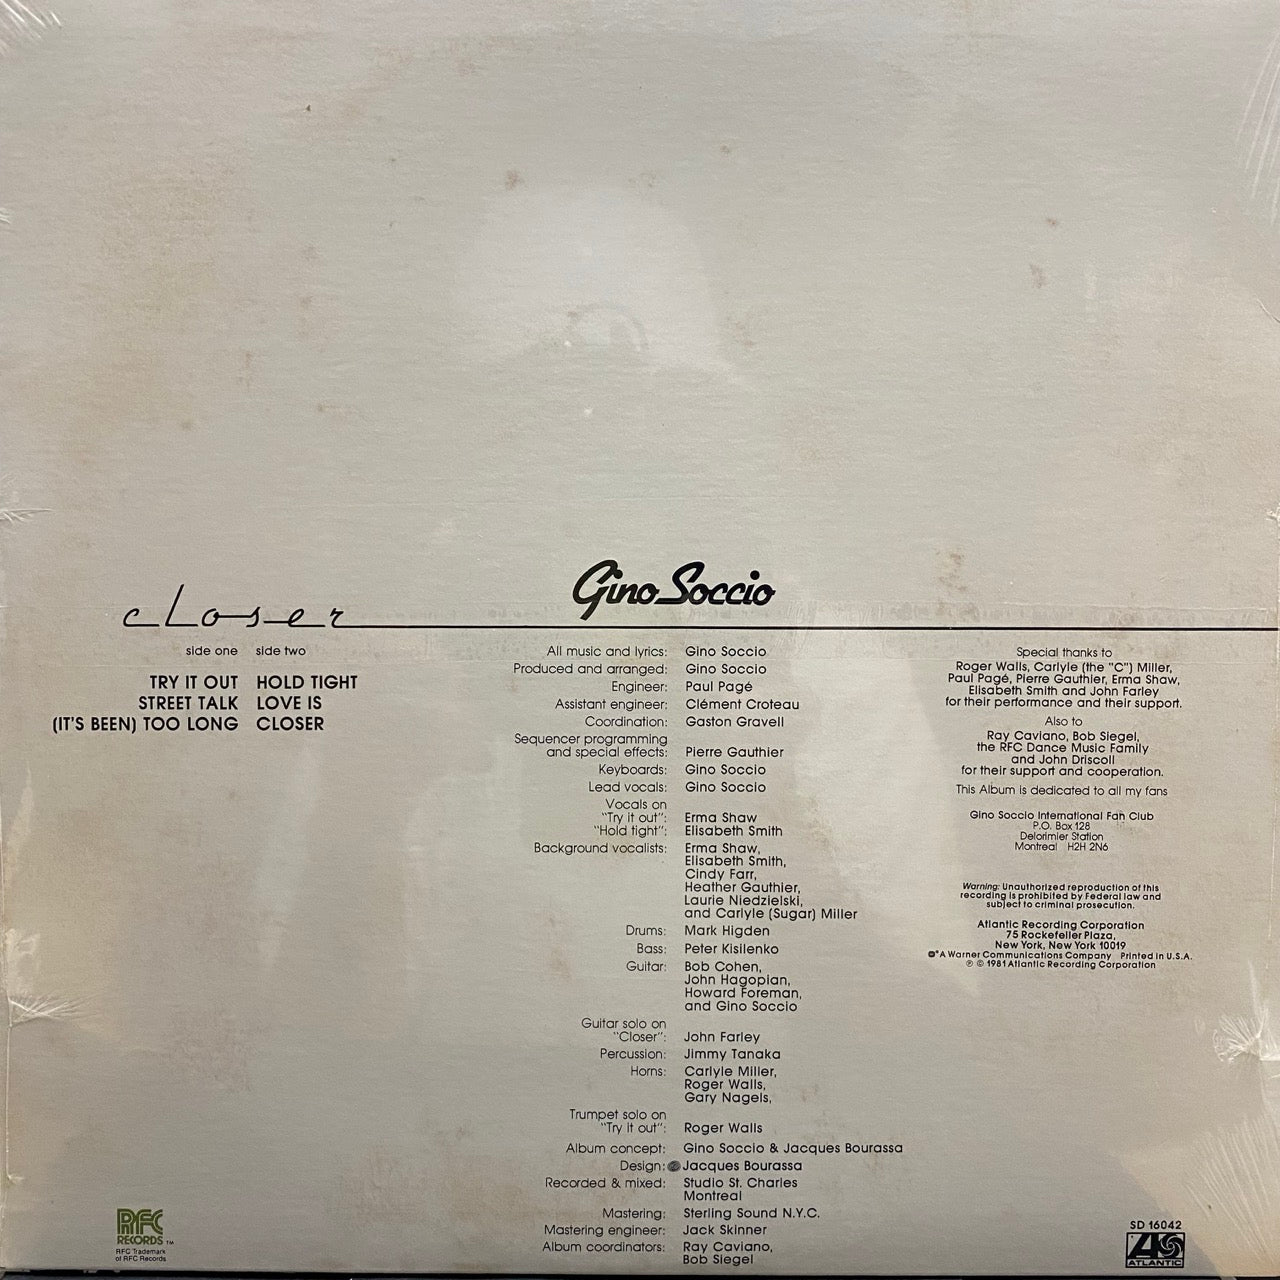 Gino Soccio
closer
side one side two
TRY IT OUT HOLD TIGHT
STREET TALK LOVE IS
(IT'S BEEN) TOO LONG CLOSER
All music and lyrics: Gino Soccio
Produced and arranged: Gino Soccio
Engineer: Paul Pagé
Assistant engineer: Clément Croteau
Coordination: Gaston Gravell
Sequencer programming
and special effects: Pierre Gauthier
Keyboards: Gino Soccio
Lead vocals: Gino Soccio
Vocals on
"Try it out": Erma Shaw
"Hold tight": Elisabeth Smith
Background vocalists: Erma Shaw,
Elisabeth Smith,
Cindy Farr,
Heather Gauthier,
Laurie Niedzielski,
and Carlyle (Sugar) Miller
Drums: Mark Higden
Bass: Peter Kisilenko
Guitar: Bob Cohen,
John Hagopian,
Howard Foreman,
and Gino Soccio
Guitar solo on
"Closer": John Farley
Percussion: Jimmy Tanaka
Horns: Carlyle Miller,
Roger Walls,
Gary Nagels,
Trumpet solo on
"Try it out": Roger Walls
Album concept: Gino Soccio & Jacques Bourassa
Design: Jacques Bourassa
Recorded & mixed: Studio St. Charles
Montreal
Mastering: Sterling Sound N.Y.C.
Mastering engineer: Jack Skinner
Album coordinators: Ray Caviano,
Bob Siegel
Special thanks to
Roger Walls, Carlyle (the "C") Miller,
Paul Pagé, Pierre Gauthier, Erma Shaw,
Elisabeth Smith and John Farley
for their performance and their support.
Also to
Ray Caviano, Bob Siegel,
the RFC Dance Music Family
and John Driscoll
for their support and cooperation.
This Album is dedicated to all my fans
Gino Soccio International Fan Club
P.O. Box 128
Delorimier Station
Montreal H2H 2N6
Warning: Unauthorized reproduction of this
recording is prohibited by Federal law and
subject to criminal prosecution.
Atlantic Recording Corporation
75 Rockefeller Plaza,
New York, New York 10019
A Warner Communications Company Printed in U.S.A.
℗ © 1981 Atlantic Recording Corporation
RFC
RECORDS ™
RFC Trademark
of RFC Records
SD 16042
ATLANTIC